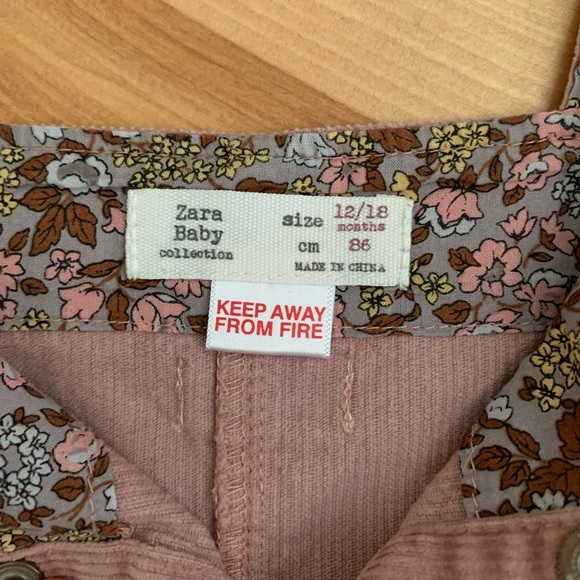 Zara
Baby
collection
size 12/18
months
cm 86
MADE IN CHINA
KEEP AWAY
FROM FIRE